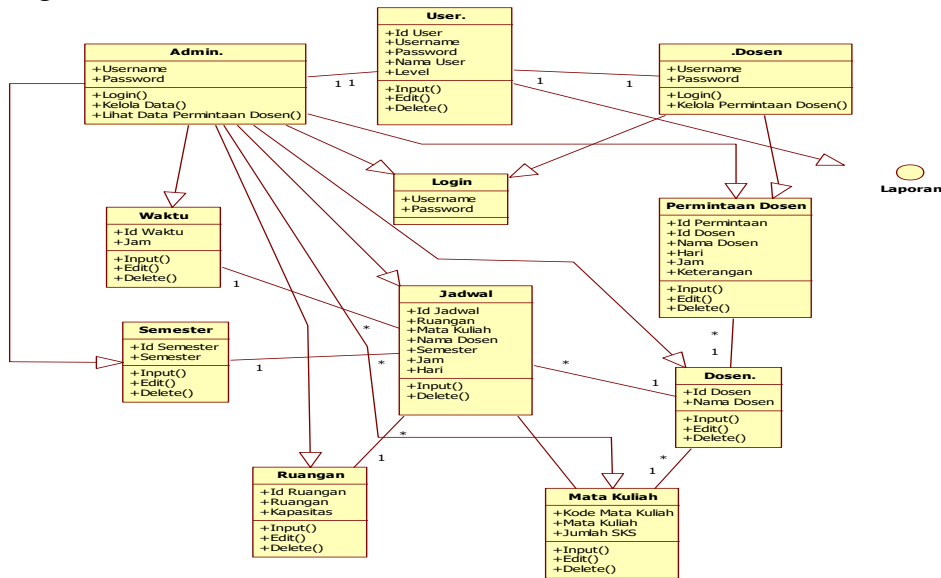 User.
+Id User
+Username
+Password
+Nama User
+Level
+Input()
+Edit()
+Delete()
Admin.
+Username
+Password
+Login()
+Kelola Data()
+Lihat Data Permintaan Dosen()
.Dosen
+Username
+Password
+Login()
+Kelola Permintaan Dosen()
1 1
1
1
Login
+Username
+Password
Laporan
Waktu
+Id Waktu
+Jam
+Input()
+Edit()
+Delete()
Permintaan Dosen
+Id Permintaan
+Id Dosen
+Nama Dosen
+Hari
+Jam
+Keterangan
+Input()
+Edit()
+Delete()
Jadwal
+Id Jadwal
+Ruangan
+Mata Kuliah
+Nama Dosen
+Semester
+Jam
+Hari
+Input()
+Delete()
1
*
Semester
+Id Semester
+Semester
+Input()
+Edit()
+Delete()
1
*
*
1
*
1
Dosen.
+Id Dosen
+Nama Dosen
+Input()
+Edit()
+Delete()
*
1
*
1
Ruangan
+Id Ruangan
+Ruangan
+Kapasitas
+Input()
+Edit()
+Delete()
Mata Kuliah
+Kode Mata Kuliah
+Mata Kuliah
+Jumlah SKS
+Input()
+Edit()
+Delete()